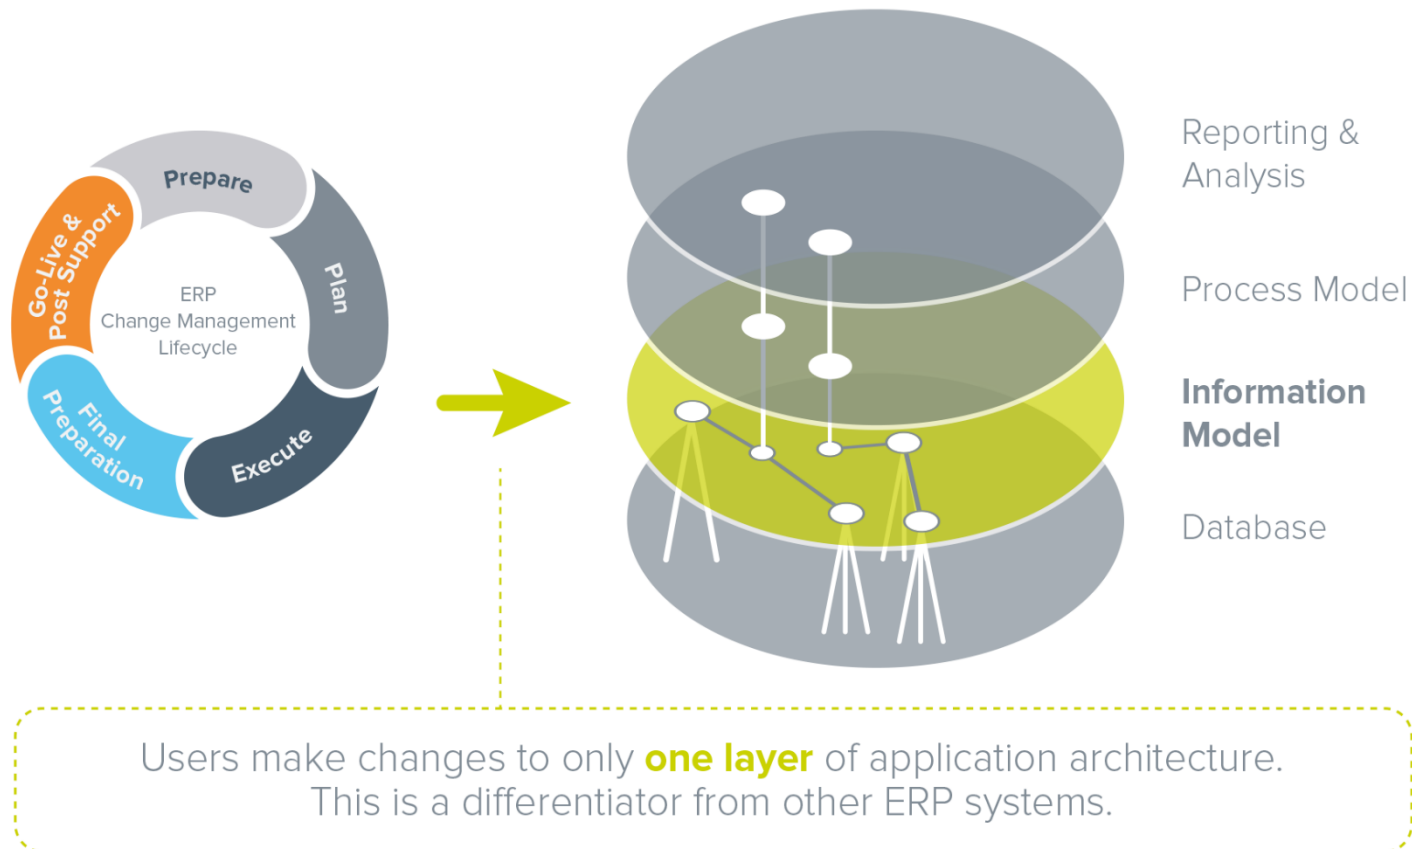 Prepare
Plan
Execute
Final
Preparation
Go-Live &
Post Support
ERP
Change Management
Lifecycle
Reporting &
Analysis
Process Model
Information
Model
Database
Users make changes to only one layer of application architecture.
This is a differentiator from other ERP systems.